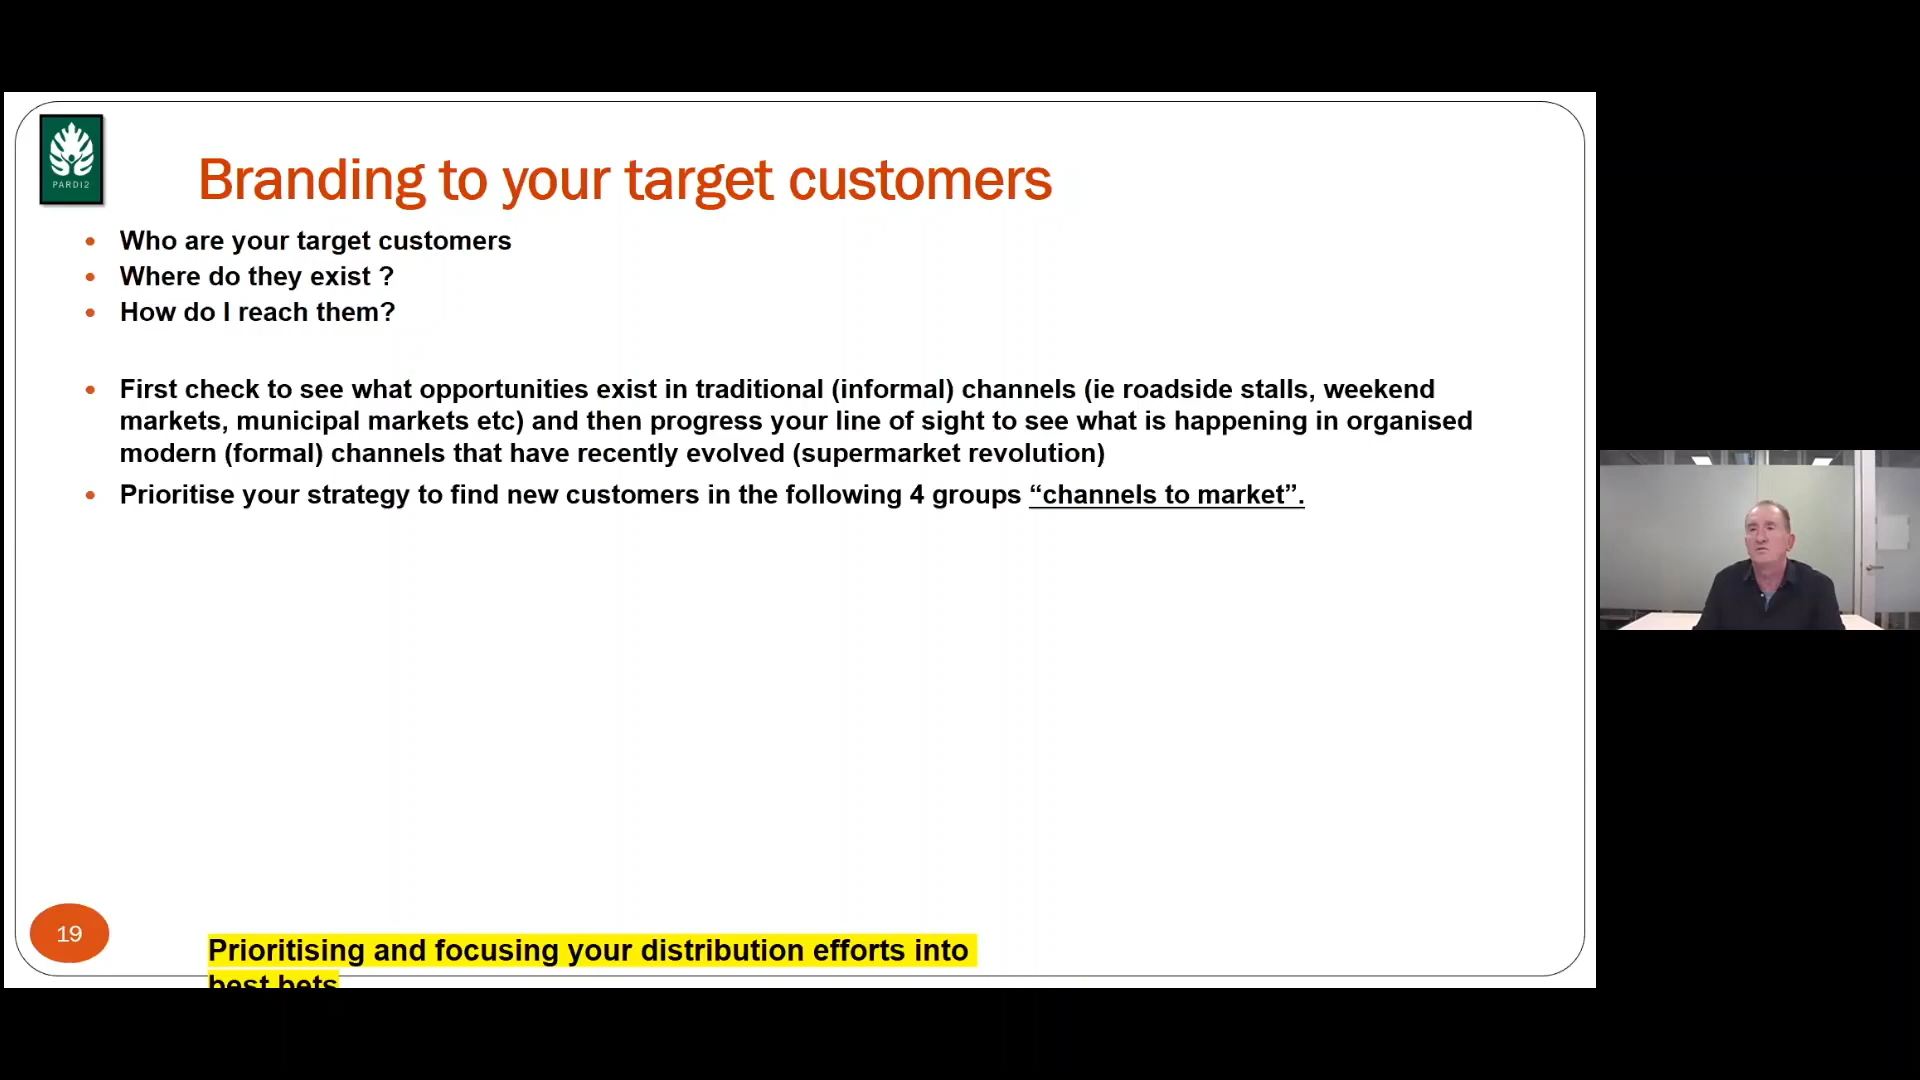 PARDI2
Branding to your target customers
• Who are your target customers
• Where do they exist ?
• How do I reach them?
• First check to see what opportunities exist in traditional (informal) channels (ie roadside stalls, weekend
markets, municipal markets etc) and then progress your line of sight to see what is happening in organised
modern (formal) channels that have recently evolved (supermarket revolution)
• Prioritise your strategy to find new customers in the following 4 groups “channels to market”.
19
Prioritising and focusing your distribution efforts into
best bets